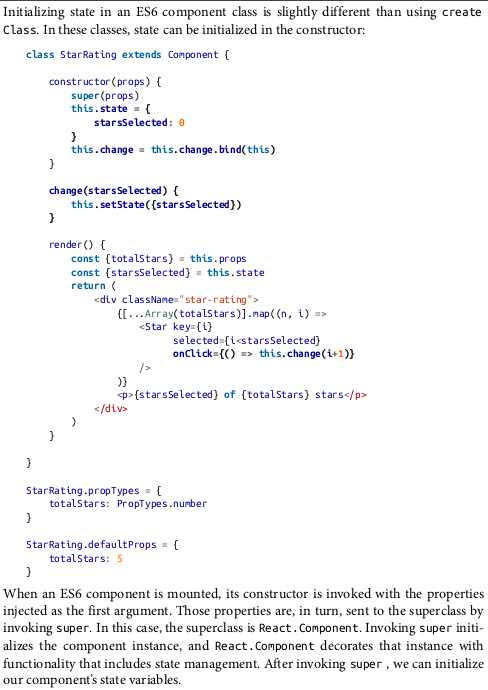 Initializing state in an ES6 component class is slightly different than using create
Class. In these classes, state can be initialized in the constructor:
class StarRating extends Component {
constructor(props) {
super(props)
this.state = {
starsSelected: 0
}
this.change = this.change.bind(this)
}
change(starsSelected) {
this.setState({starsSelected})
}
render() {
const {totalStars} = this.props
const {starsSelected} = this.state
return (
<div className="star-rating">
{[...Array(totalStars)].map((n, i) =>
<Star key={i}
selected={i<starsSelected}
onClick={() => this.change(i+1)}
/>
)}
<p>{starsSelected} of {totalStars} stars</p>
</div>
)
}
}
StarRating.propTypes = {
totalStars: PropTypes.number
}
StarRating.defaultProps = {
totalStars: 5
}
When an ES6 component is mounted, its constructor is invoked with the properties
injected as the first argument. Those properties are, in turn, sent to the superclass by
invoking super. In this case, the superclass is React.Component. Invoking super initi‐
alizes the component instance, and React.Component decorates that instance with
functionality that includes state management. After invoking super , we can initialize
our component's state variables.